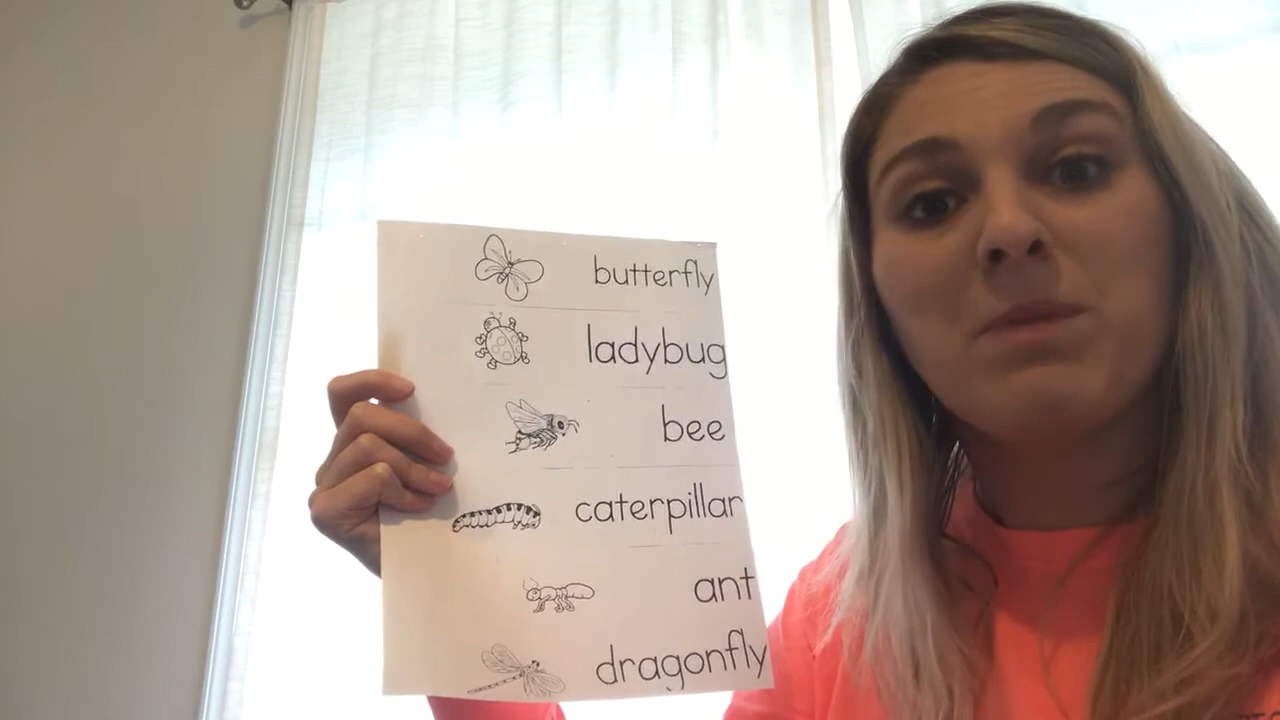 butterfly
ladybug
bee
caterpillar
ant
dragonfly